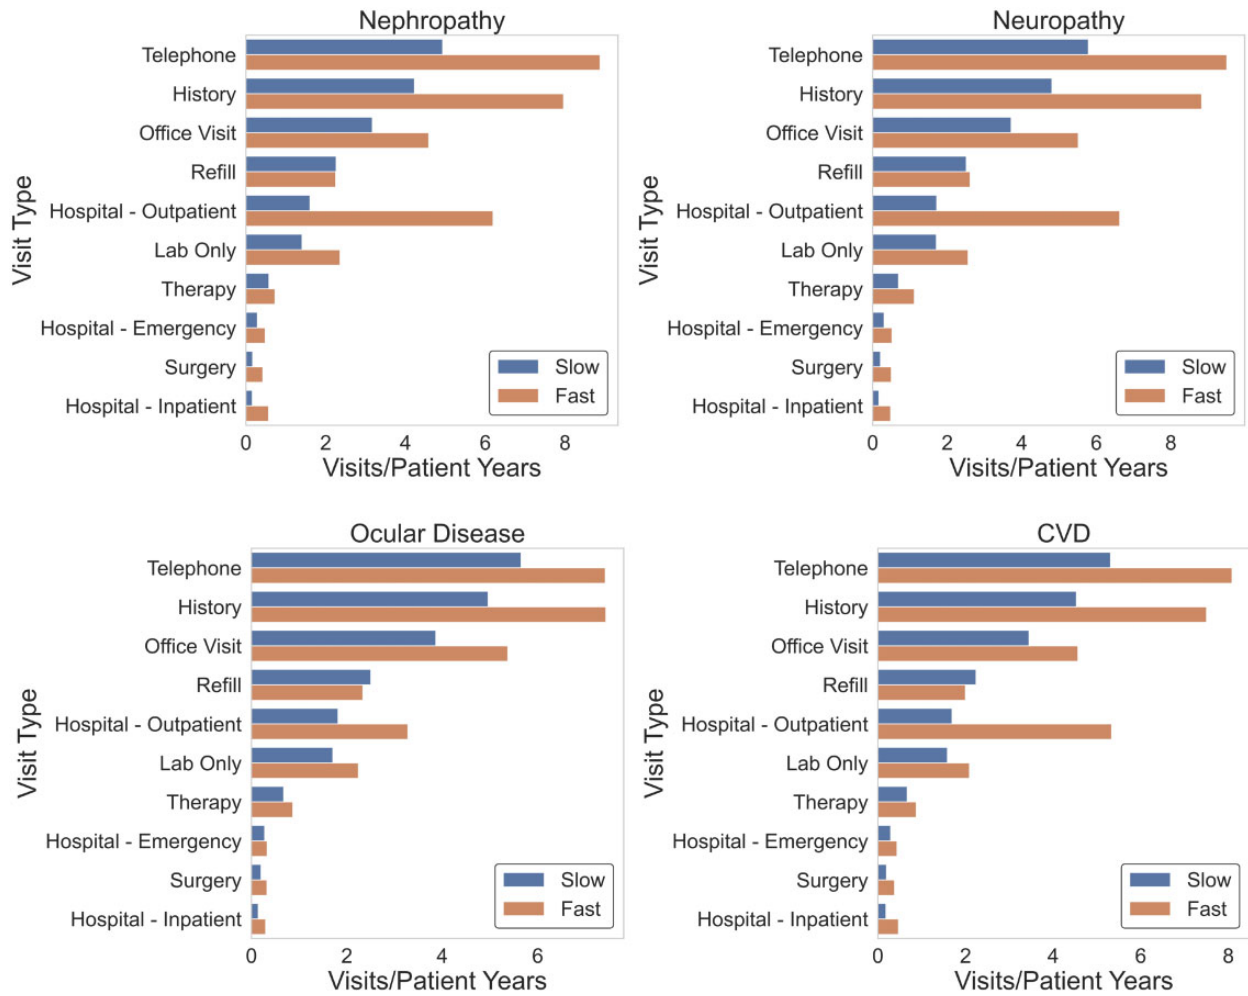 Nephropathy
Visit Type
Telephone
History
Office Visit
Refill
Hospital - Outpatient
Lab Only
Therapy
Hospital - Emergency
Surgery
Hospital - Inpatient
Slow
Fast
0 2 4 6 8
Visits/Patient Years
Neuropathy
Visit Type
Telephone
History
Office Visit
Refill
Hospital - Outpatient
Lab Only
Therapy
Hospital - Emergency
Surgery
Hospital - Inpatient
Slow
Fast
0 2 4 6 8
Visits/Patient Years
Ocular Disease
Visit Type
Telephone
History
Office Visit
Refill
Hospital - Outpatient
Lab Only
Therapy
Hospital - Emergency
Surgery
Hospital - Inpatient
Slow
Fast
0 2 4 6
Visits/Patient Years
CVD
Visit Type
Telephone
History
Office Visit
Refill
Hospital - Outpatient
Lab Only
Therapy
Hospital - Emergency
Surgery
Hospital - Inpatient
Slow
Fast
0 2 4 6 8
Visits/Patient Years